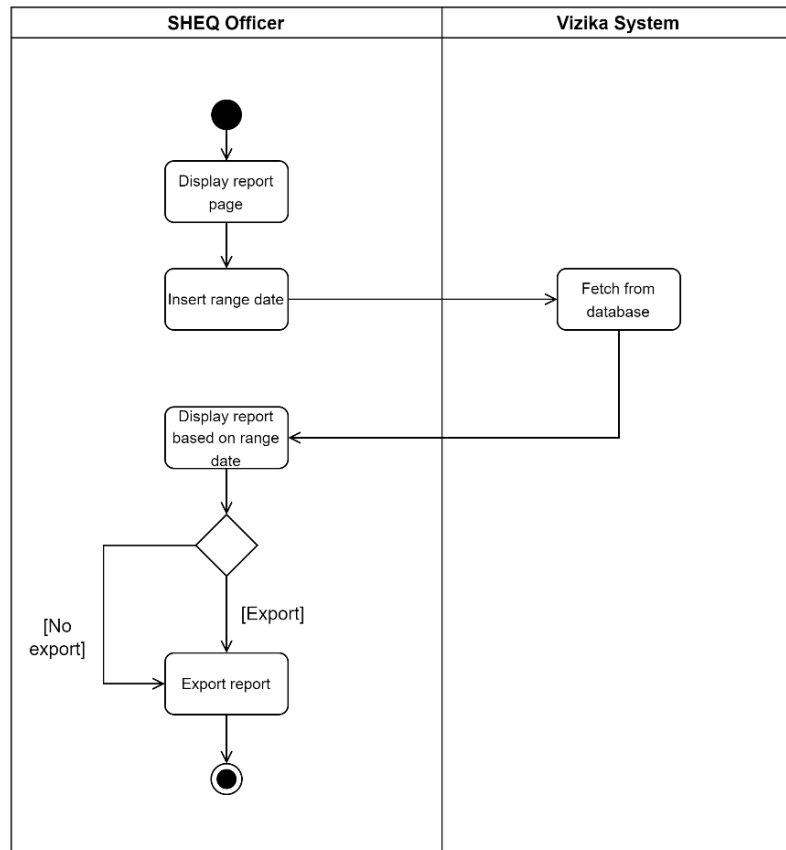 SHEQ Officer
Vizika System
Display report
page
Insert range date
Fetch from
database
Display report
based on range
date
[Export]
[No
export]
Export report